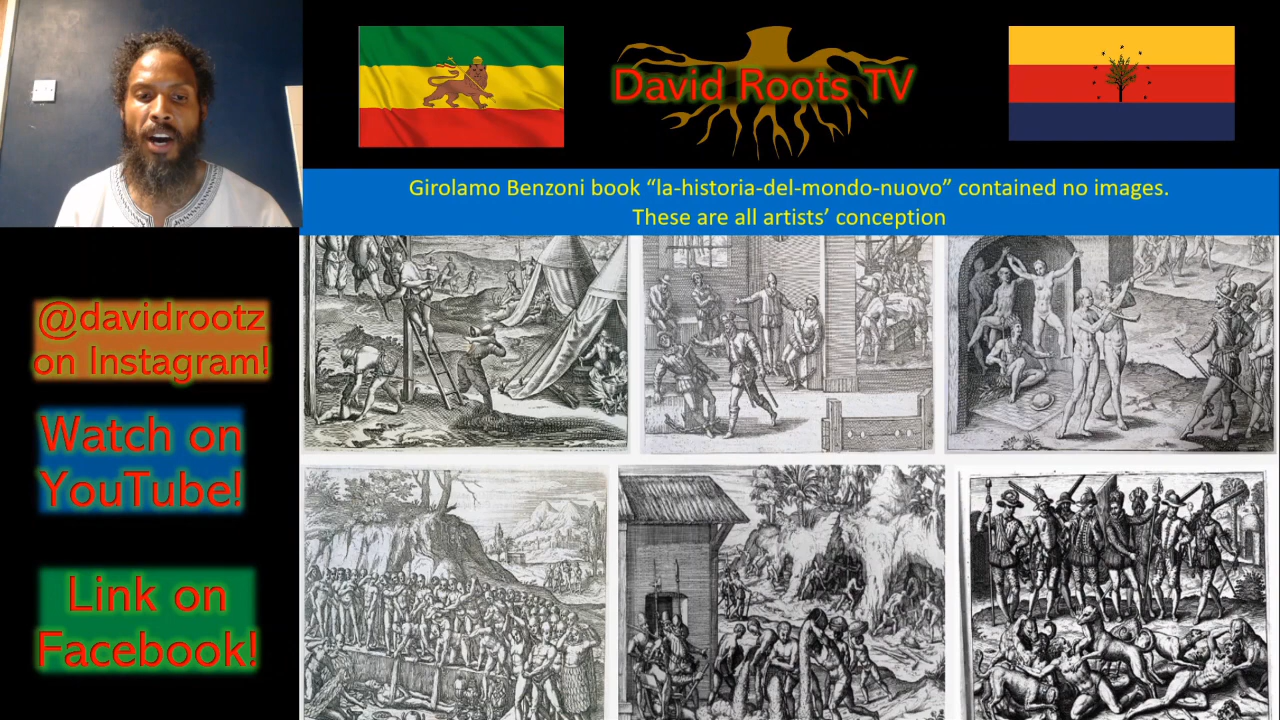 David Roots TV
Girolamo Benzoni book “la-historia-del-mondo-nuovo” contained no images.
These are all artists’ conception
@davidrootz
on Instagram!
Watch on
YouTube!
Link on
Facebook!